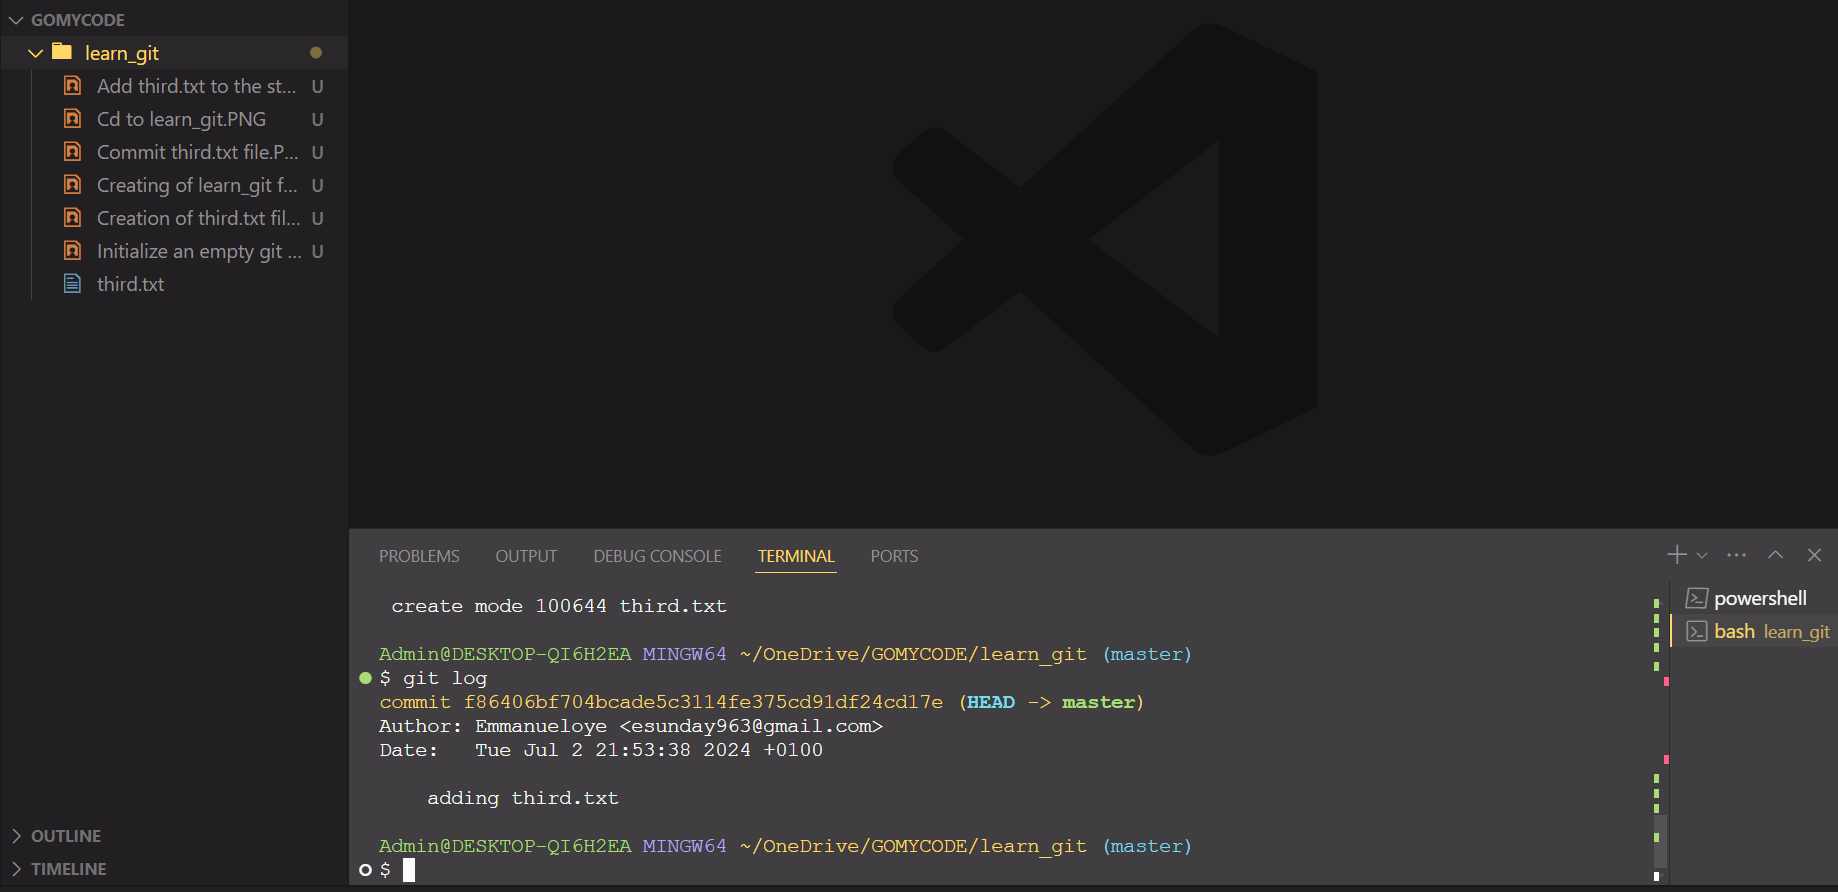 GOMYCODE
learn_git
Add third.txt to the st... U
Cd to learn_git.PNG U
Commit third.txt file.P... U
Creating of learn_git f... U
Creation of third.txt fil... U
Initialize an empty git ... U
third.txt
OUTLINE
TIMELINE
PROBLEMS OUTPUT DEBUG CONSOLE TERMINAL PORTS
create mode 100644 third.txt
Admin@DESKTOP-QI6H2EA MINGW64 ~/OneDrive/GOMYCODE/learn_git (master)
$ git log
commit f86406bf704bcade5c3114fe375cd91df24cd17e (HEAD -> master)
Author: Emmanueloye <esunday963@gmail.com>
Date:   Tue Jul 2 21:53:38 2024 +0100
adding third.txt
Admin@DESKTOP-QI6H2EA MINGW64 ~/OneDrive/GOMYCODE/learn_git (master)
$
powershell
bash learn_git